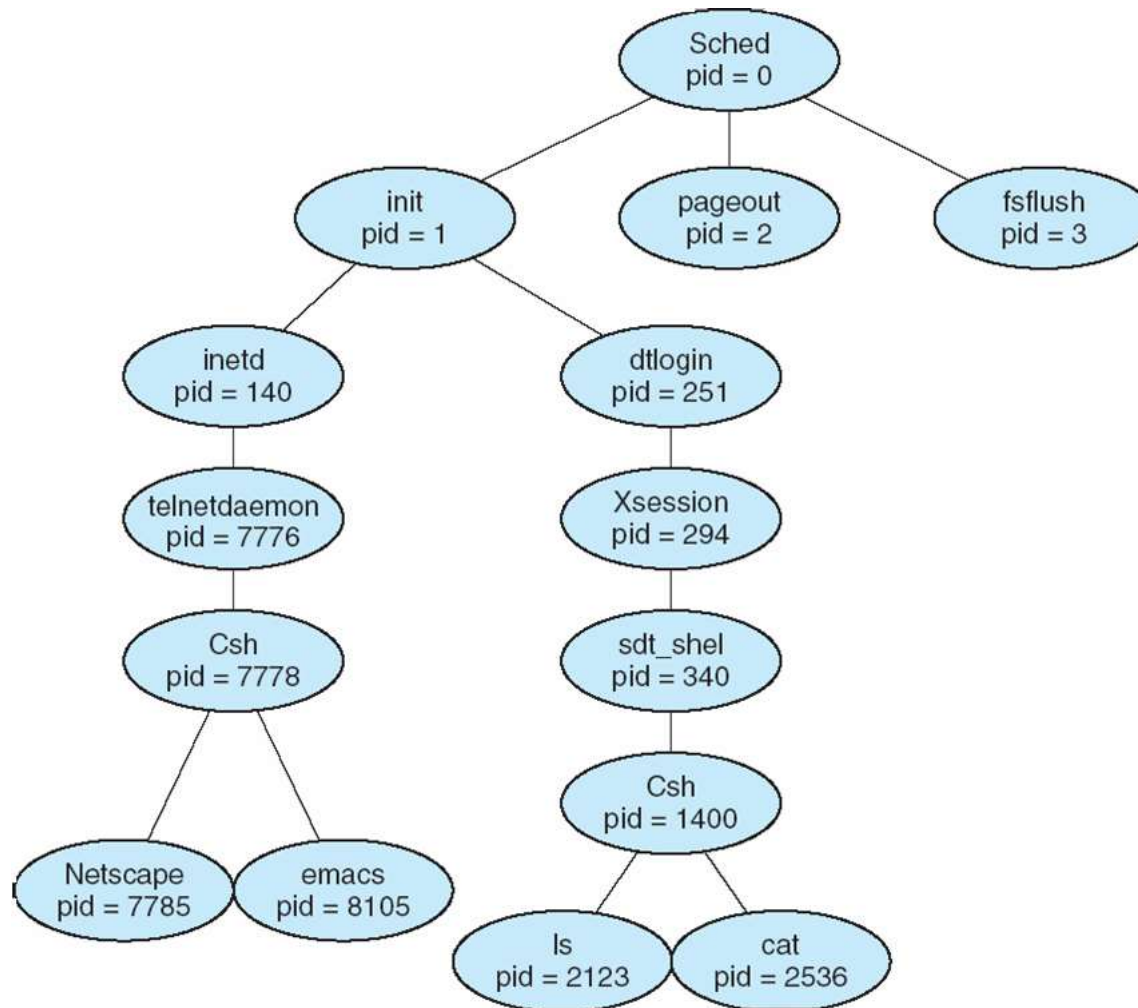 Sched
pid = 0
init
pid = 1
pageout
pid = 2
fsflush
pid = 3
inetd
pid = 140
dtlogin
pid = 251
telnetdaemon
pid = 7776
Xsession
pid = 294
Csh
pid = 7778
sdt_shel
pid = 340
Csh
pid = 1400
Netscape
pid = 7785
emacs
pid = 8105
ls
pid = 2123
cat
pid = 2536